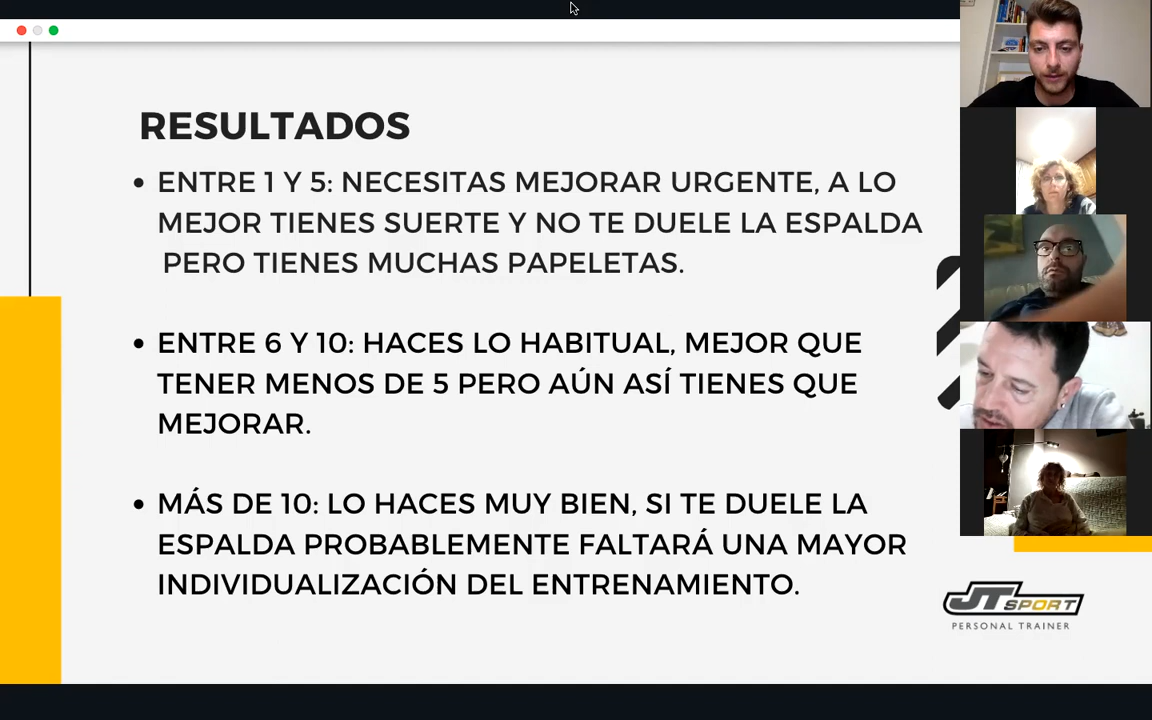 RESULTADOS
• ENTRE 1 Y 5: NECESITAS MEJORAR URGENTE, A LO
MEJOR TIENES SUERTE Y NO TE DUELE LA ESPALDA
PERO TIENES MUCHAS PAPELETAS.
• ENTRE 6 Y 10: HACES LO HABITUAL, MEJOR QUE
TENER MENOS DE 5 PERO AÚN ASÍ TIENES QUE
MEJORAR.
• MÁS DE 10: LO HACES MUY BIEN, SI TE DUELE LA
ESPALDA PROBABLEMENTE FALTARÁ UNA MAYOR
INDIVIDUALIZACIÓN DEL ENTRENAMIENTO.
JT SPORT
PERSONAL TRAINER